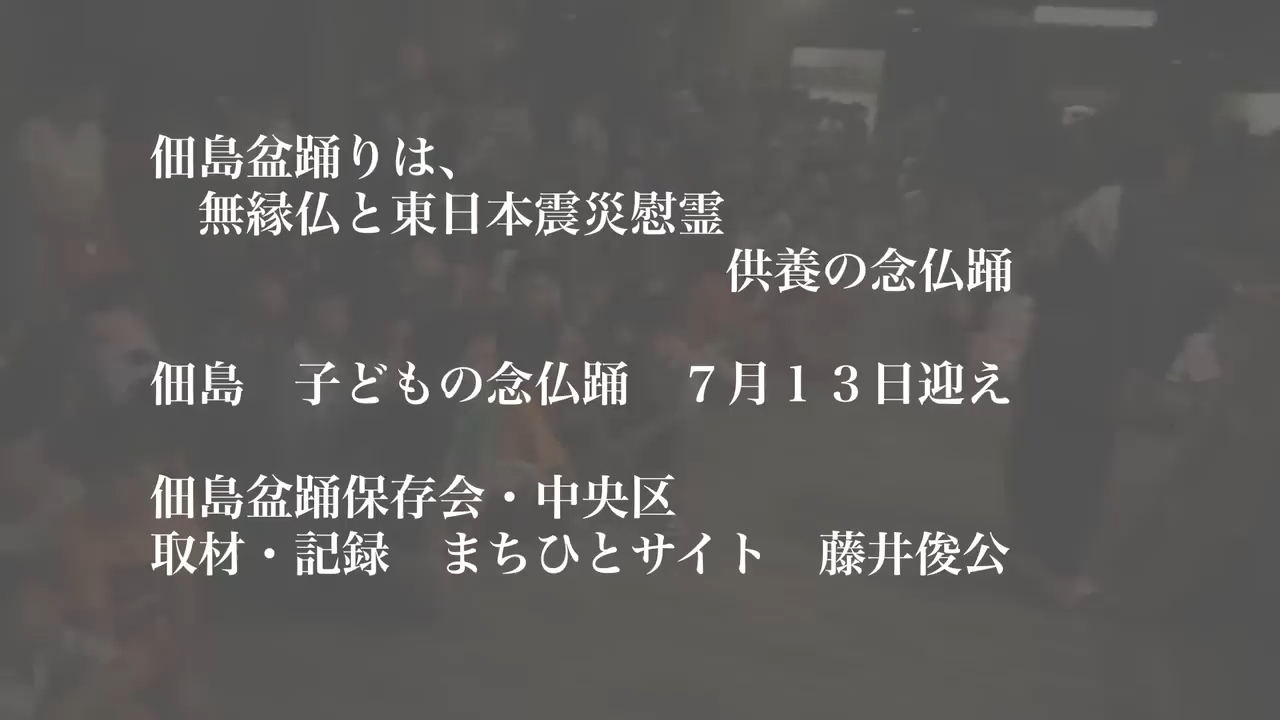 佃島盆踊りは、
無縁仏と東日本震災慰霊
供養の念仏踊
佃島　子どもの念仏踊　７月１３日迎え
佃島盆踊保存会・中央区
取材・記録　まちひとサイト　藤井俊公